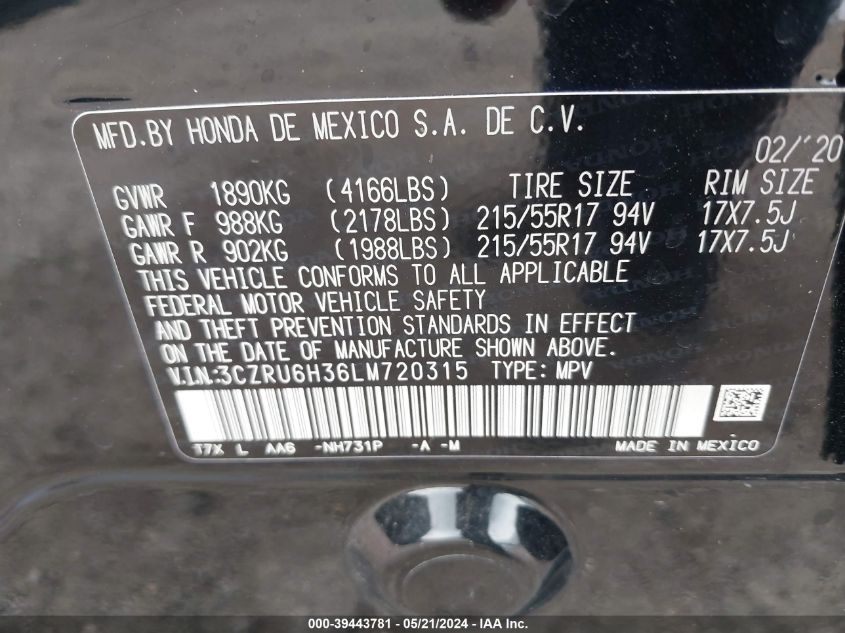 MFD.BY HONDA DE MEXICO S.A. DE C.V.
02/'20
GVWR 1890KG (4166LBS) TIRE SIZE RIM SIZE
GAWR F 988KG (2178LBS) 215/55R17 94V 17X7.5J
GAWR R 902KG (1988LBS) 215/55R17 94V 17X7.5J
THIS VEHICLE CONFORMS TO ALL APPLICABLE
FEDERAL MOTOR VEHICLE SAFETY
AND THEFT PREVENTION STANDARDS IN EFFECT
ON THE DATE OF MANUFACTURE SHOWN ABOVE.
V.I.N:3CZRU6H36LM720315 TYPE: MPV
T7X L AA6 -NH731P -A -M MADE IN MEXICO
000-39443781 - 05/21/2024 - IAA Inc.